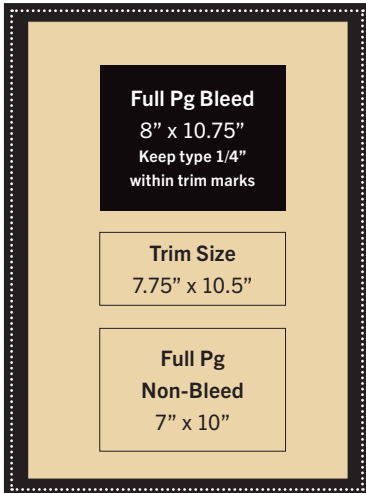 Full Pg Bleed
8” x 10.75”
Keep type 1/4”
within trim marks
Trim Size
7.75” x 10.5”
Full Pg
Non-Bleed
7” x 10”